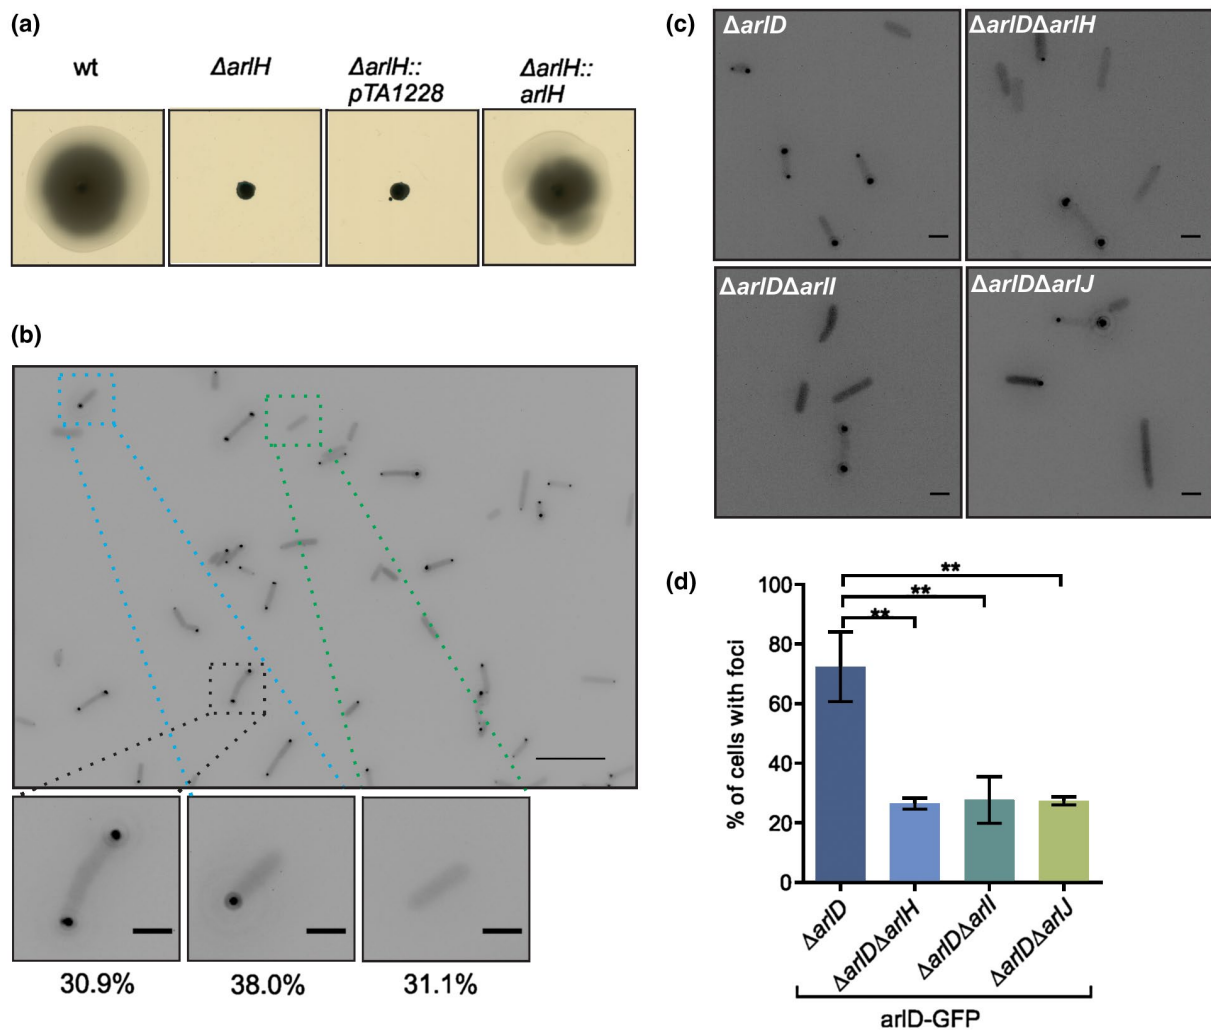 (a)
wt
ΔarlH
ΔarlH::
pTA1228
ΔarlH::
arlH
(b)
30.9%
38.0%
31.1%
(c)
ΔarlD
ΔarlDΔarlH
ΔarlDΔarlI
ΔarlDΔarlJ
(d)
% of cells with foci
100
80
60
40
20
0
**
**
**
ΔarlD
ΔarlDΔarlH
ΔarlDΔarlI
ΔarlDΔarlJ
arlD-GFP